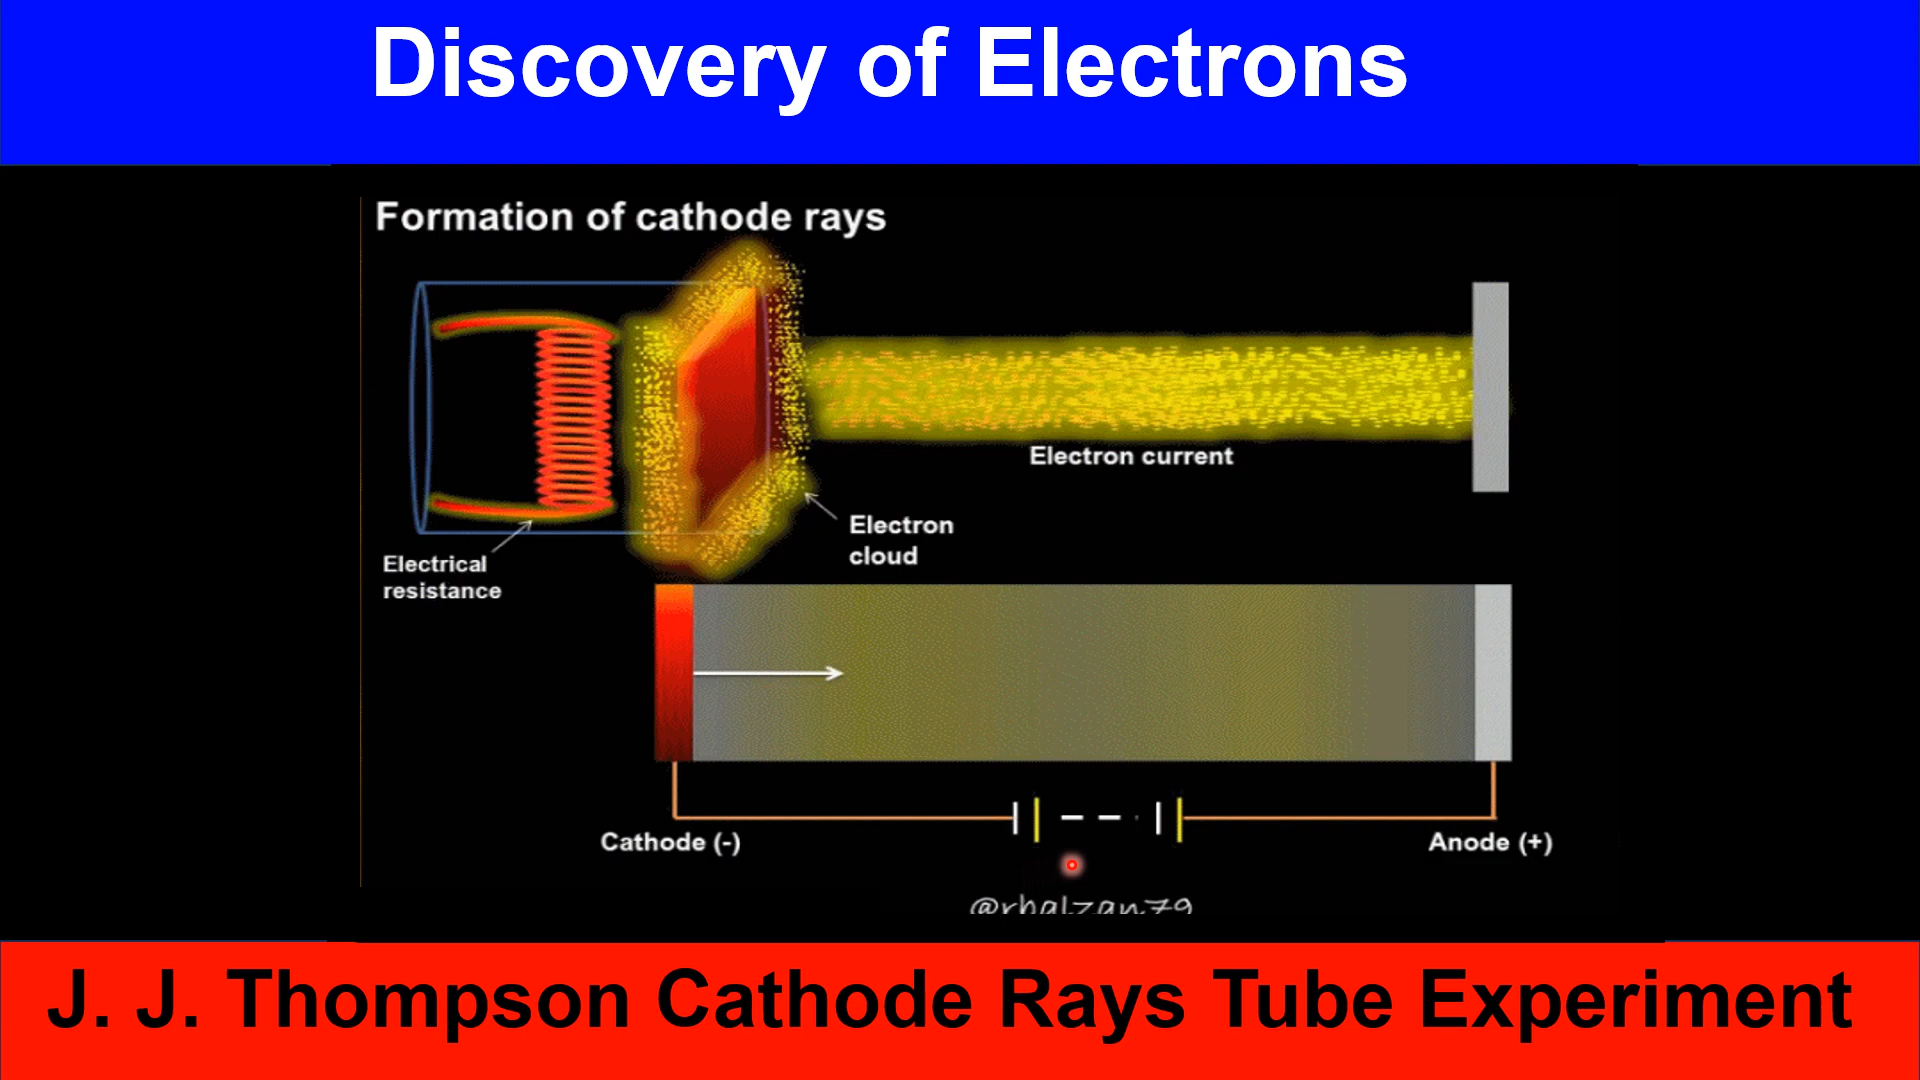 Discovery of Electrons
Formation of cathode rays
Electron current
Electron
cloud
Electrical
resistance
Cathode (-)
Anode (+)
@rhalzan79
J. J. Thompson Cathode Rays Tube Experiment